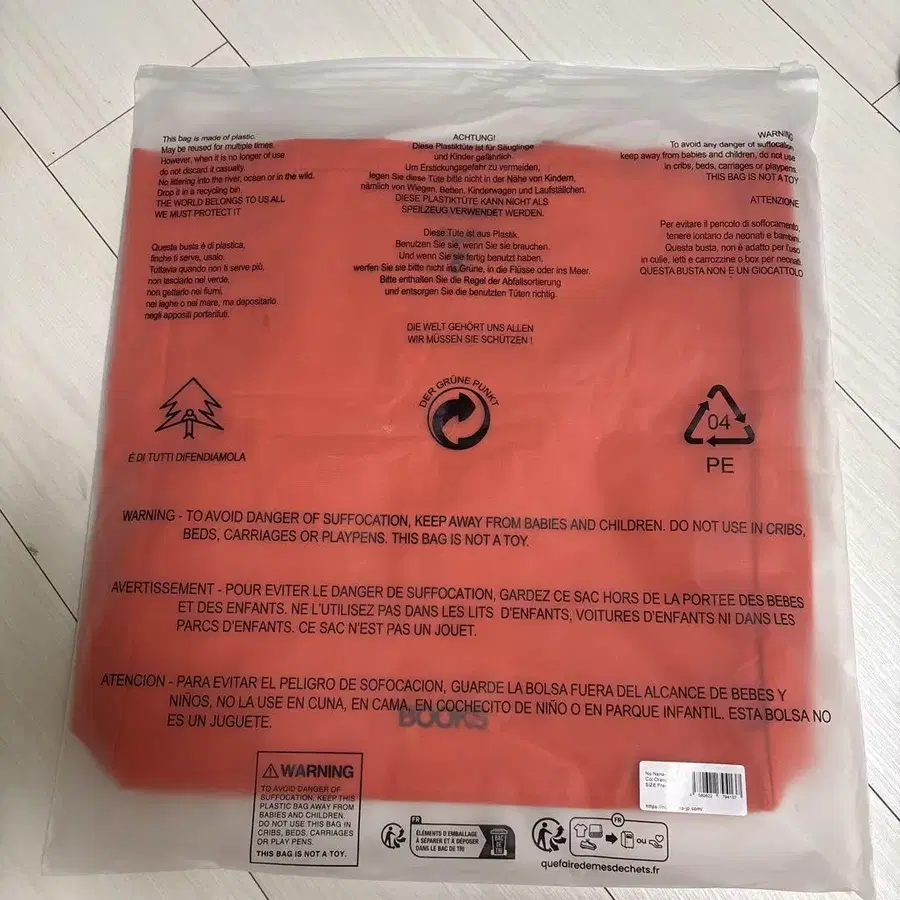 This bag is made of plastic.
May be reused for multiple times
However, when it is no longer of use
do not discard it casually.
No littering into the river, ocean or in the wild.
Drop it in a recycling bin.
THE WORLD BELONGS TO US ALL
WE MUST PROTECT IT
Questa busta è di plastica,
finche ti serve, usalo.
Tuttavia quando non ti serve più,
non lasciarlo nel verde,
non gettarlo nei fiumi,
nei laghe o nei mare, ma depositarlo
negli appositi portarifiuti.
ACHTUNG!
Diese Plastiktüte ist für Säuglinge
und Kinder gefährlich.
Um Erstickungsgefahr zu vermeiden,
legen Sie diese Tüte bitte nicht in der Nähe von Kindern,
nämlich von Wiegen, Betten, Kinderwagen und Laufställchen.
DIESE PLASTIKTÜTE KANN NICHT ALS
SPEILZEUG VERWENDET WERDEN.
Diese Tüte ist aus Plastik.
Benutzen Sie sie, wenn Sie sie brauchen.
Und wenn Sie sie fertig benutzt haben,
werfen Sie sie bitte nicht ins Grüne, in die Flüsse oder ins Meer.
Bitte enthallen Sie die Regel der Abfallsortierung
und entsorgen Sie die benutzten Tüten richtig.
DIE WELT GEHÖRT UNS ALLEN
WIR MÜSSEN SIE SCHÜTZEN !
WARNING
To avoid any danger of suffocation,
keep away from babies and children, do not use
in cribs, beds, carriages or playpens.
THIS BAG IS NOT A TOY
ATTENZIONE
Per evitare il pericolo di soffocamento,
tenere lontano da neonati e bambini.
Questa busta, non è adatto per l'uso
in culle, letti e carrozzine o box per neonati.
QUESTA BUSTA NON E UN GIOCATTOLO
È DI TUTTI DIFENDIAMOLA
DER GRÜNE PUNKT
04
PE
WARNING - TO AVOID DANGER OF SUFFOCATION, KEEP AWAY FROM BABIES AND CHILDREN. DO NOT USE IN CRIBS,
BEDS, CARRIAGES OR PLAYPENS. THIS BAG IS NOT A TOY.
AVERTISSEMENT - POUR EVITER LE DANGER DE SUFFOCATION, GARDEZ CE SAC HORS DE LA PORTEE DES BEBES
ET DES ENFANTS. NE L'UTILISEZ PAS DANS LES LITS D'ENFANTS, VOITURES D'ENFANTS NI DANS LES
PARCS D'ENFANTS. CE SAC N'EST PAS UN JOUET.
ATENCION - PARA EVITAR EL PELIGRO DE SOFOCACION, GUARDE LA BOLSA FUERA DEL ALCANCE DE BEBES Y
NIÑOS, NO LA USE EN CUNA, EN CAMA, EN COCHECITO DE NIÑO O EN PARQUE INFANTIL. ESTA BOLSA NO
ES UN JUGUETE.
BOOKS
WARNING
TO AVOID DANGER OF
SUFFOCATION, KEEP THIS
PLASTIC BAG AWAY FROM
BABIES AND CHILDREN.
DO NOT USE THIS BAG IN
CRIBS, BEDS, CARRIAGES
OR PLAY PENS.
THIS BAG IS NOT A TOY.
FR
ÉLÉMENTS D'EMBALLAGE
À SÉPARER ET À DÉPOSER
DANS LE BAC DE TRI
BAC
DE
TRI
FR
OU
quefairedemesdechets.fr